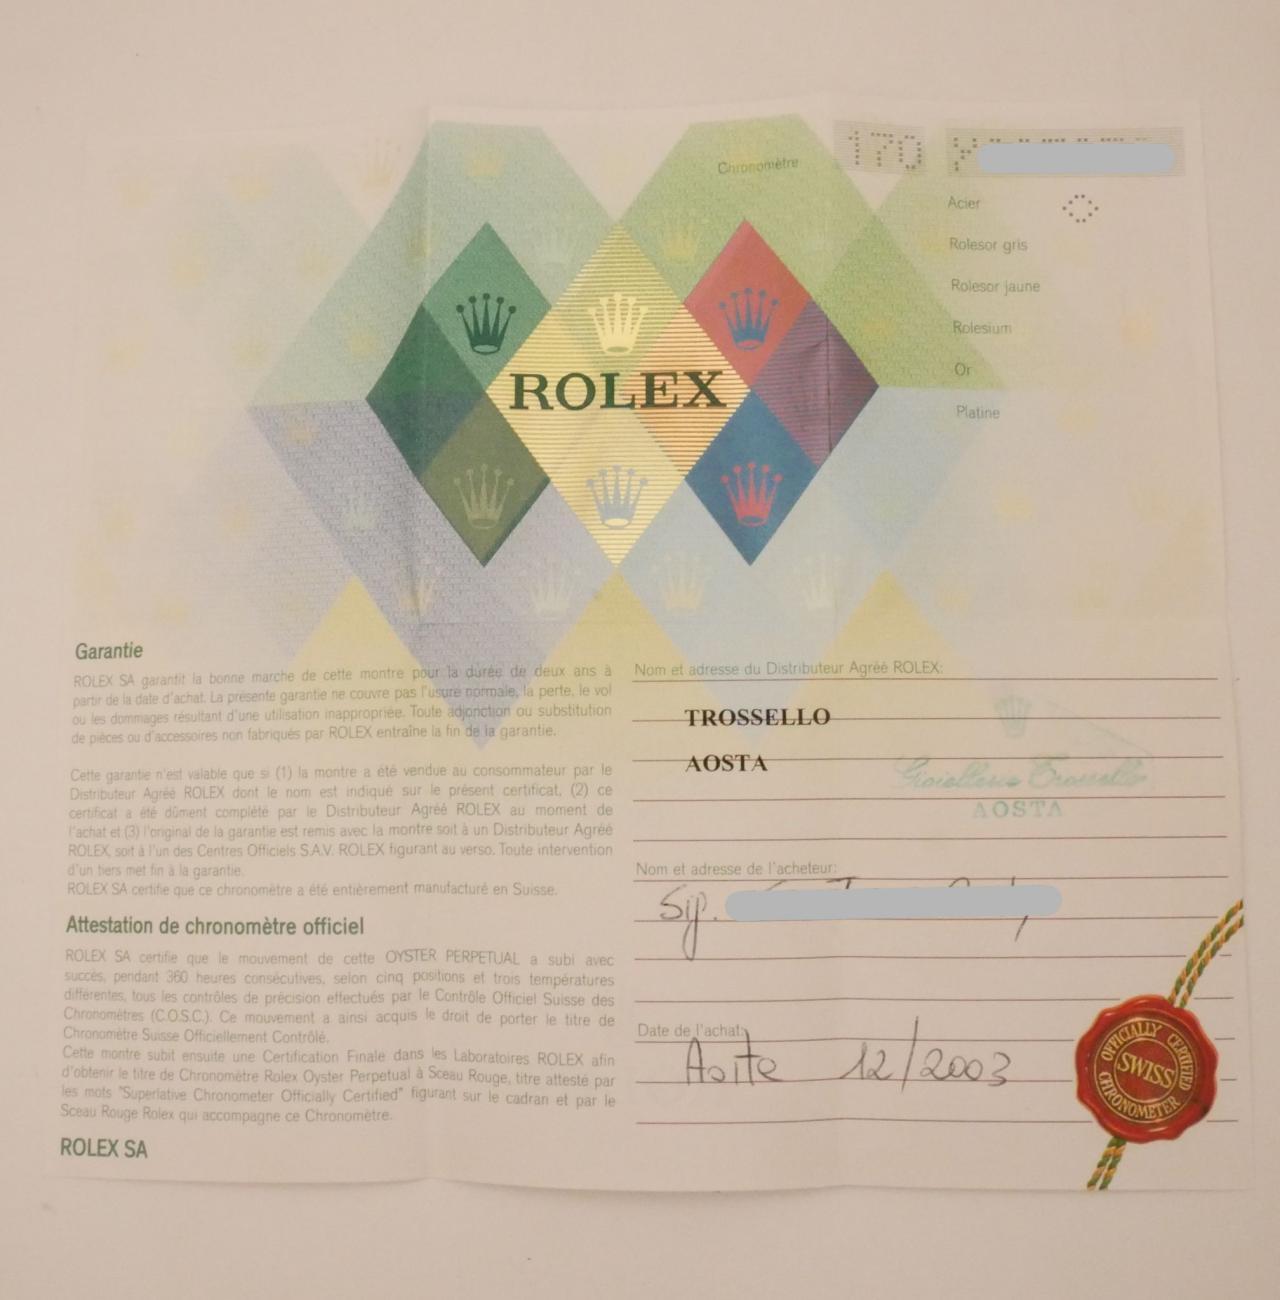 Chronomètre
170
Acier
Rolesor gris
Rolesor jaune
Rolesium
Or
Platine
ROLEX
Garantie
ROLEX SA garantit la bonne marche de cette montre pour la durée de deux ans à
partir de la date d'achat. La présente garantie ne couvre pas l'usure normale, la perte, le vol
ou les dommages résultant d'une utilisation inappropriée. Toute adjonction ou substitution
de pièces ou d'accessoires non fabriqués par ROLEX entraîne la fin de la garantie.
Cette garantie n'est valable que si (1) la montre a été vendue au consommateur par le
Distributeur Agréé ROLEX dont le nom est indiqué sur le présent certificat, (2) ce
certificat a été dûment complété par le Distributeur Agréé ROLEX au moment de
l'achat et (3) l'original de la garantie est remis avec la montre soit à un Distributeur Agréé
ROLEX, soit à l'un des Centres Officiels S.A.V. ROLEX figurant au verso. Toute intervention
d'un tiers met fin à la garantie.
ROLEX SA certifie que ce chronomètre a été entièrement manufacturé en Suisse.
Attestation de chronomètre officiel
ROLEX SA certifie que le mouvement de cette OYSTER PERPETUAL a subi avec
succès, pendant 360 heures consécutives, selon cinq positions et trois températures
différentes, tous les contrôles de précision effectués par le Contrôle Officiel Suisse des
Chronomètres (C.O.S.C.). Ce mouvement a ainsi acquis le droit de porter le titre de
Chronomètre Suisse Officiellement Contrôlé.
Cette montre subit ensuite une Certification Finale dans les Laboratoires ROLEX afin
d'obtenir le titre de Chronomètre Rolex Oyster Perpetual à Sceau Rouge, titre attesté par
les mots "Superlative Chronometer Officially Certified" figurant sur le cadran et par le
Sceau Rouge Rolex qui accompagne ce Chronomètre.
ROLEX SA
Nom et adresse du Distributeur Agréé ROLEX:
TROSSELLO
AOSTA
Gioielleria Trossello
AOSTA
Nom et adresse de l'acheteur:
Sig.
Date de l'achat:
12/2003
OFFICIALLY CERTIFIED
SWISS
CHRONOMETER